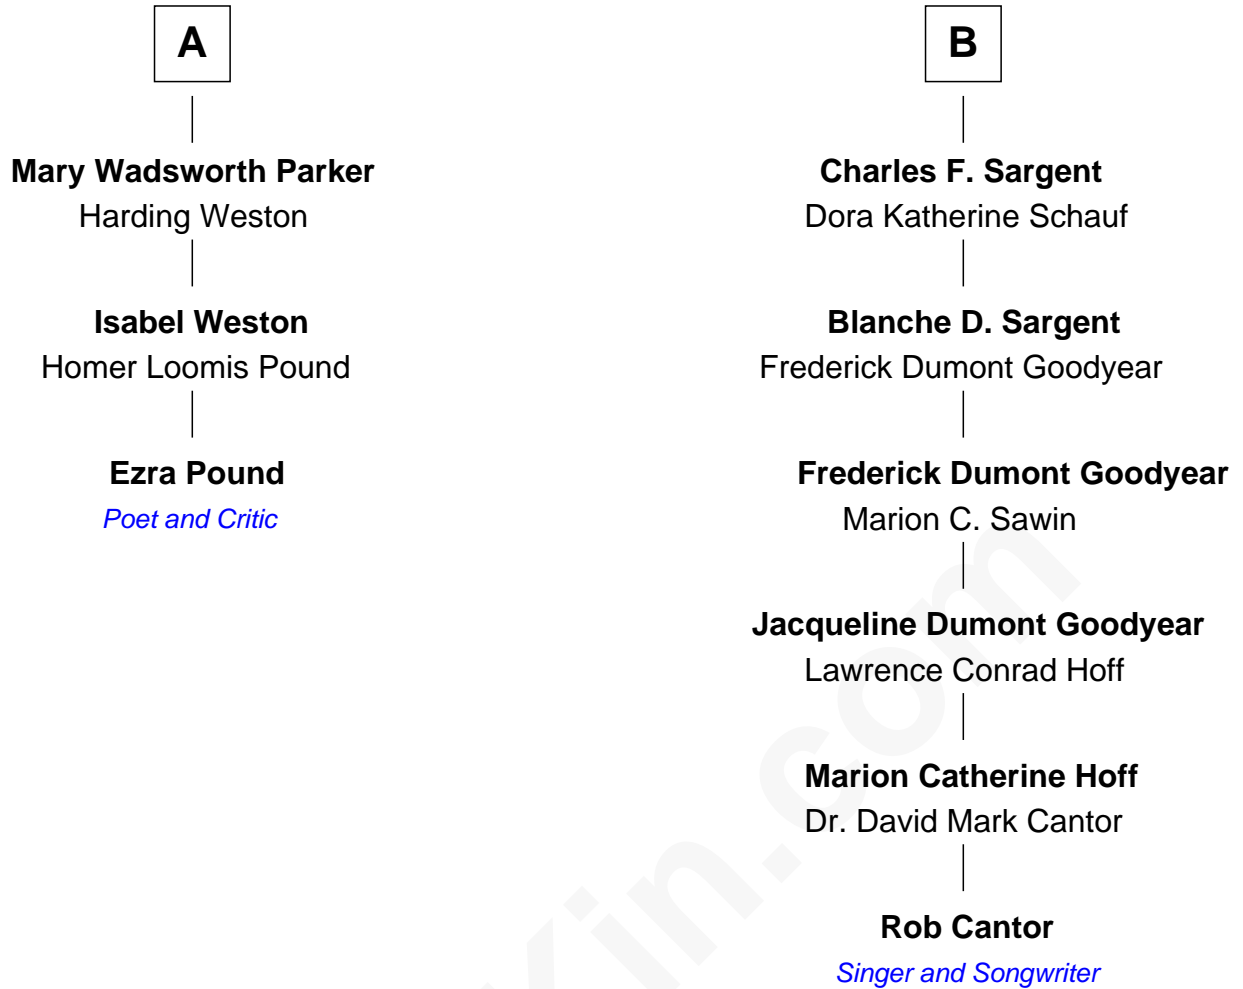 A
Mary Wadsworth Parker
Harding Weston
Isabel Weston
Homer Loomis Pound
Ezra Pound
Poet and Critic
B
Charles F. Sargent
Dora Katherine Schauf
Blanche D. Sargent
Frederick Dumont Goodyear
Frederick Dumont Goodyear
Marion C. Sawin
Jacqueline Dumont Goodyear
Lawrence Conrad Hoff
Marion Catherine Hoff
Dr. David Mark Cantor
Rob Cantor
Singer and Songwriter